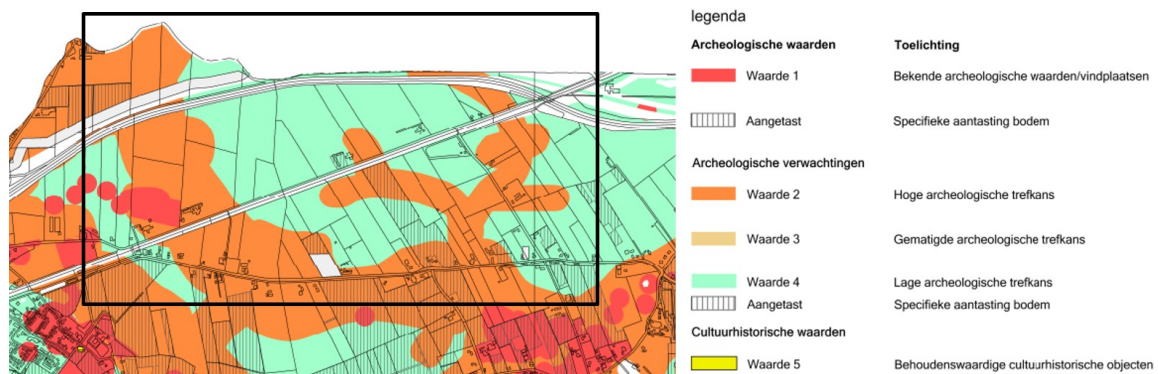 legenda
Archeologische waarden Toelichting
Waarde 1 Bekende archeologische waarden/vindplaatsen
Aangetast Specifieke aantasting bodem
Archeologische verwachtingen
Waarde 2 Hoge archeologische trefkans
Waarde 3 Gematigde archeologische trefkans
Waarde 4 Lage archeologische trefkans
Aangetast Specifieke aantasting bodem
Cultuurhistorische waarden
Waarde 5 Behoudenswaardige cultuurhistorische objecten